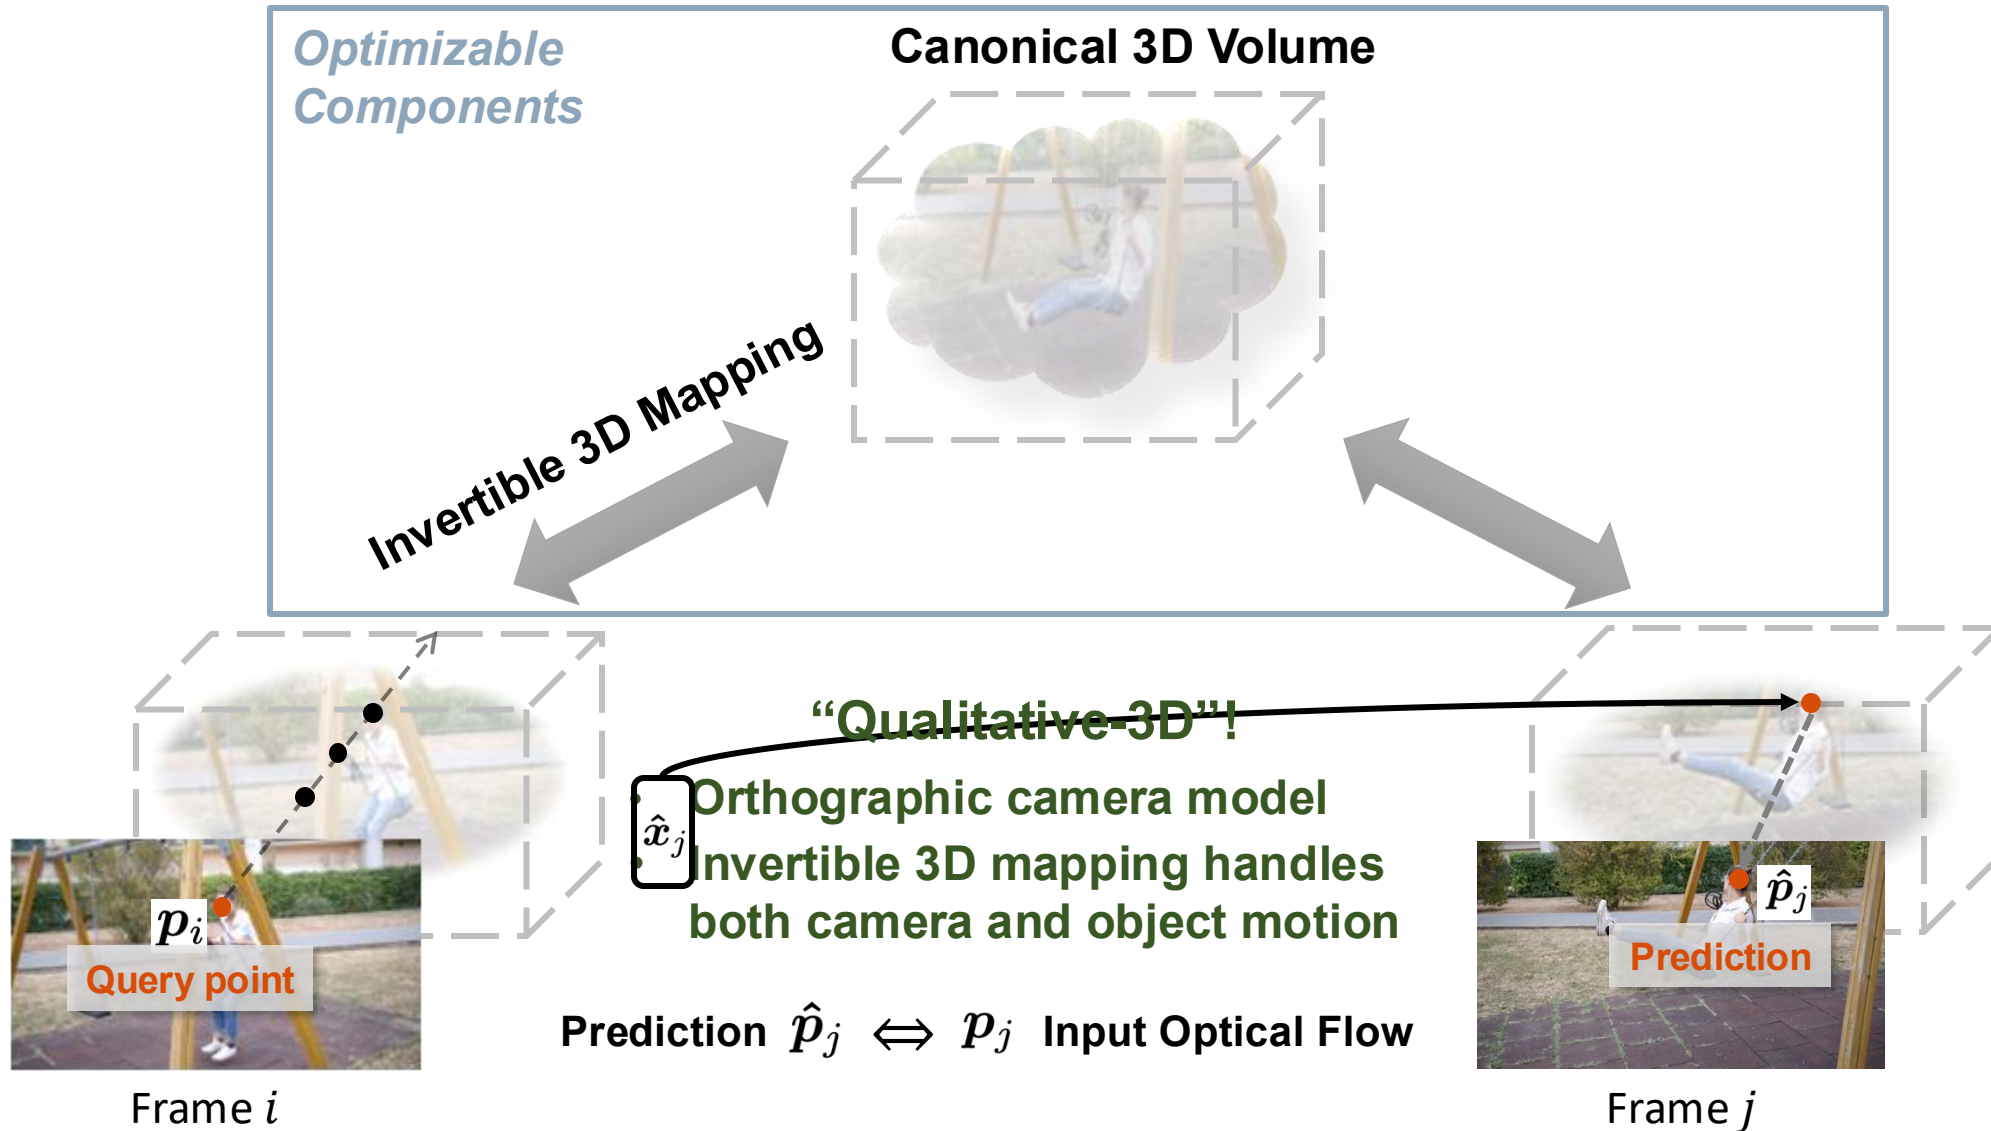 Optimizable
Components
Canonical 3D Volume
Invertible 3D Mapping
“Qualitative-3D”!
• Orthographic camera model
• Invertible 3D mapping handles
both camera and object motion
x̂_j
p_i
Query point
p̂_j
Prediction
Prediction p̂_j ⟺ p_j Input Optical Flow
Frame i
Frame j